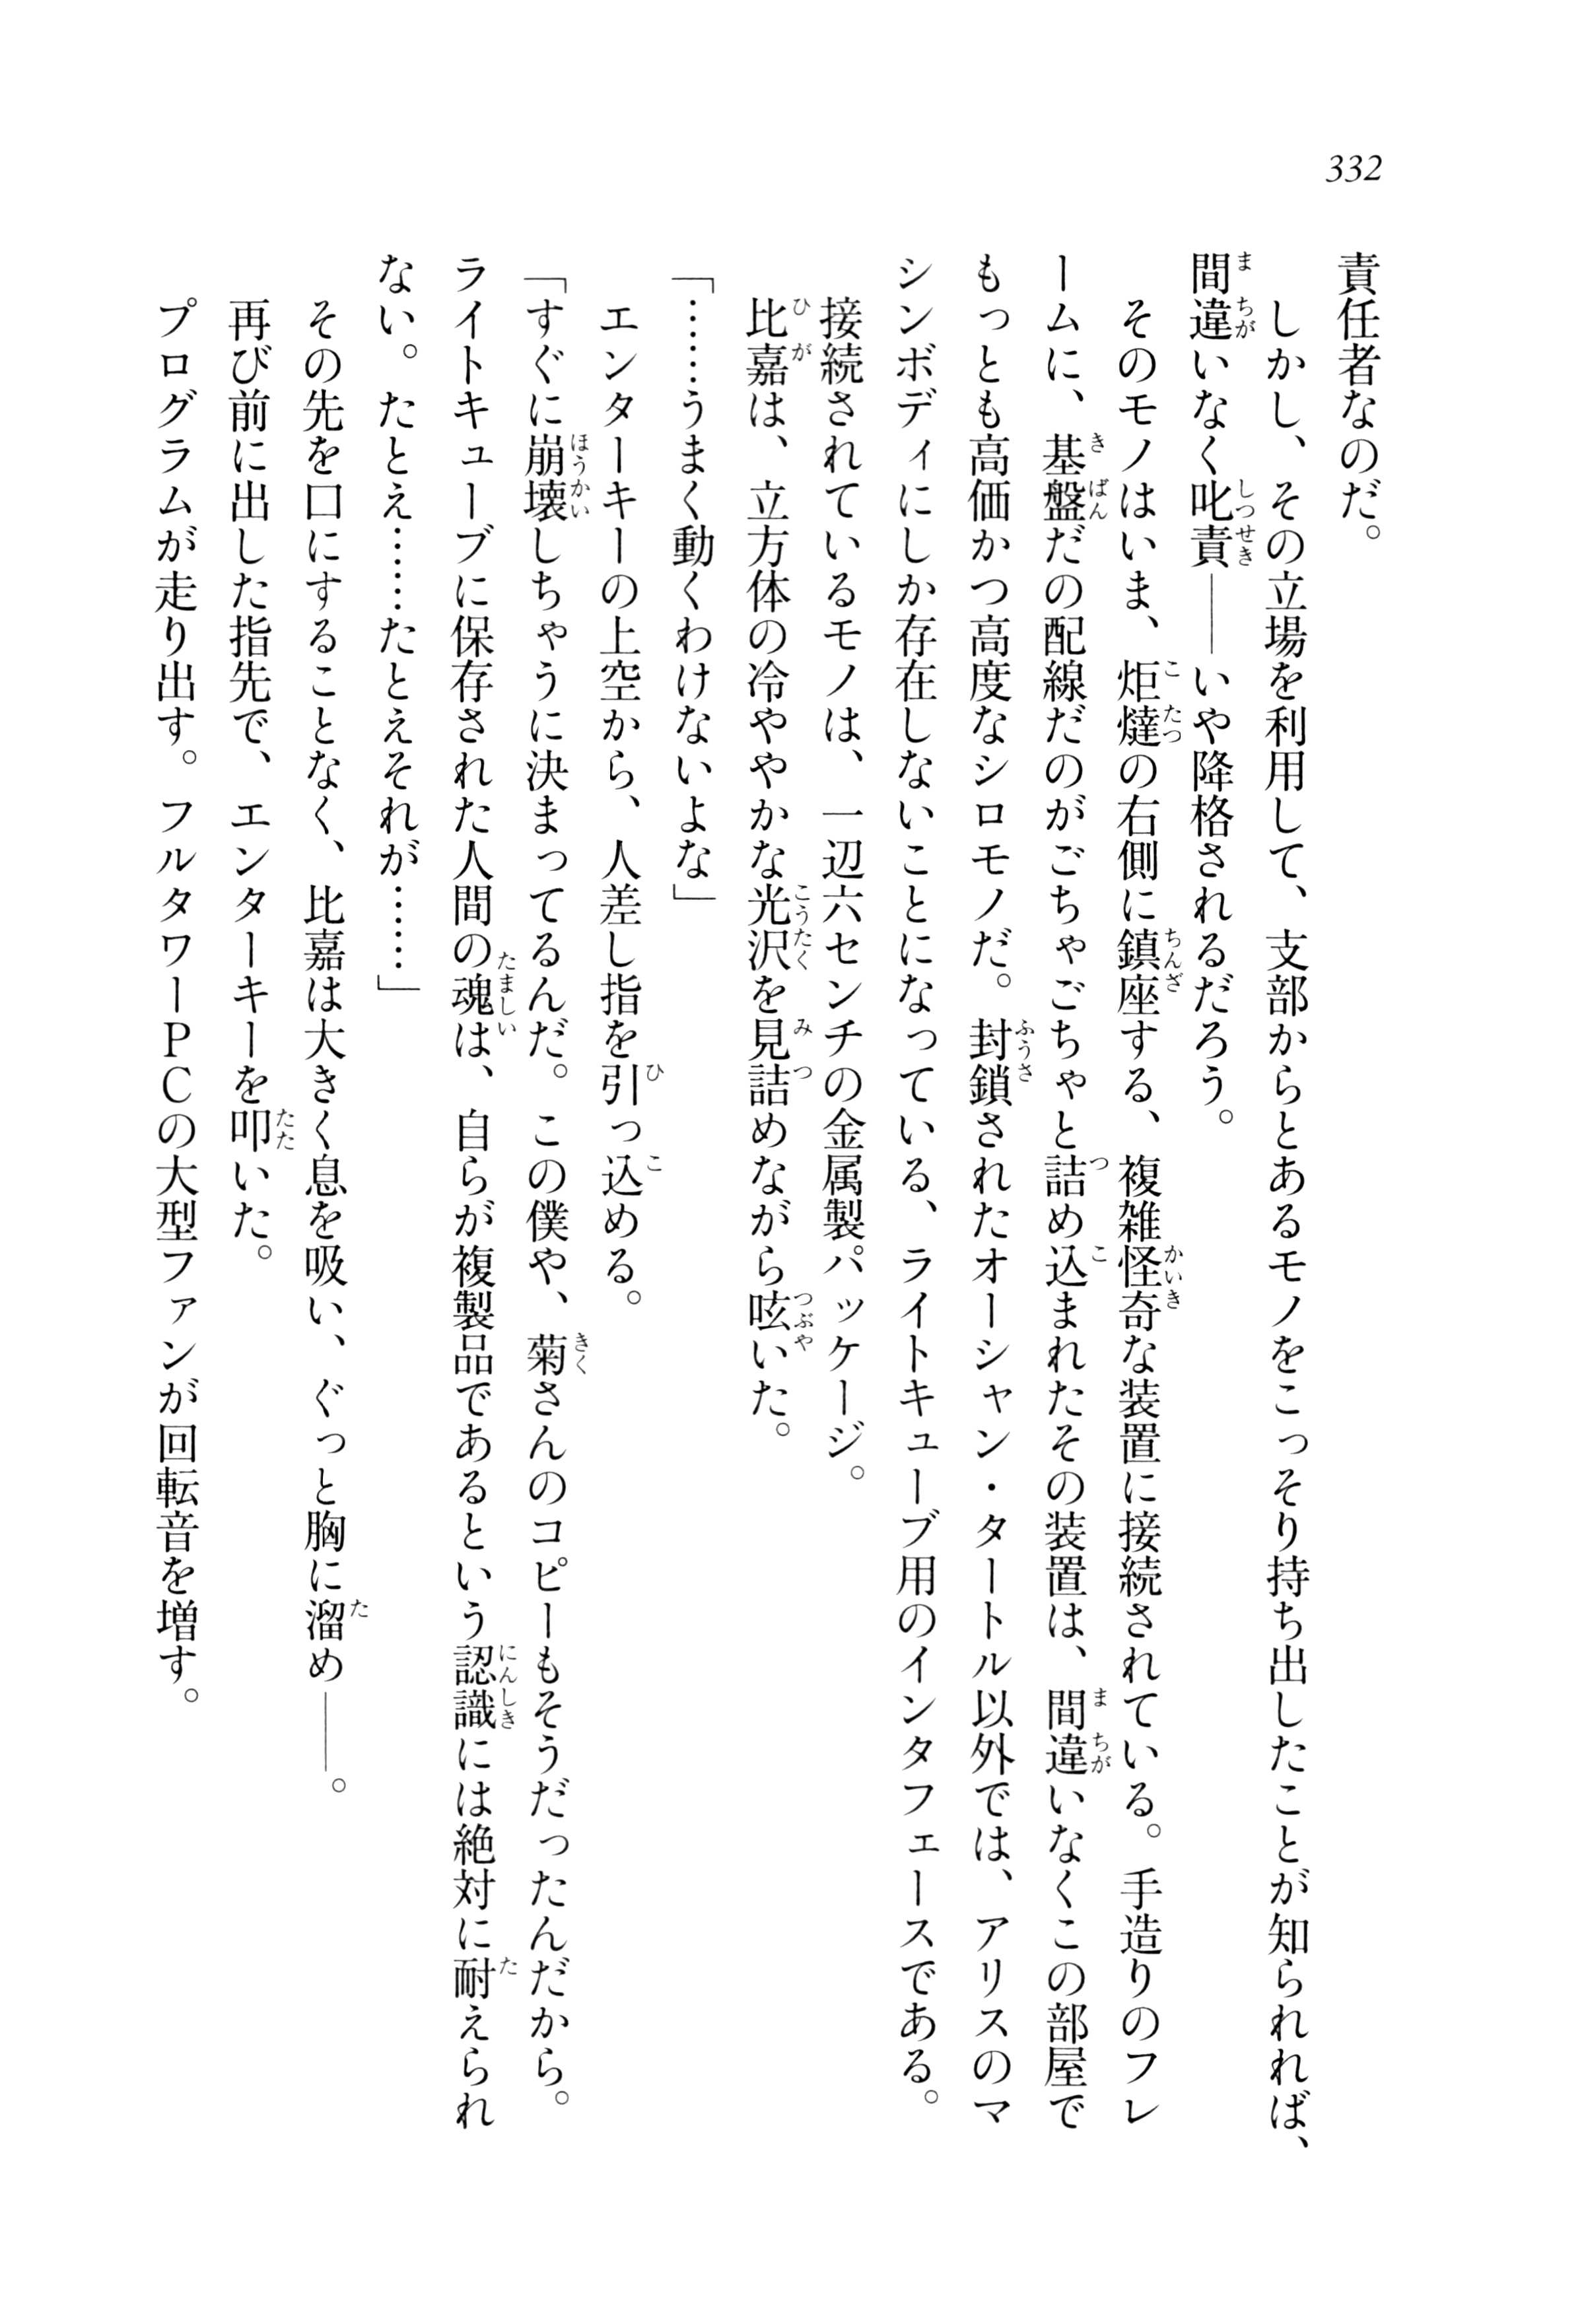 332
責任者なのだ。
　しかし、その立場を利用して、支部からとあるモノをこっそり持ち出したことが知られれば、
間違いなく叱責――いや降格されるだろう。
　そのモノはいま、炬燵の右側に鎮座する、複雑怪奇な装置に接続されている。手造りのフレ
ームに、基盤だの配線だのがごちゃごちゃと詰め込まれたその装置は、間違いなくこの部屋で
もっとも高価かつ高度なシロモノだ。封鎖されたオーシャン・タートル以外では、アリスのマ
シンボディにしか存在しないことになっている、ライトキューブ用のインタフェースである。
　接続されているモノは、一辺六センチの金属製パッケージ。
　比嘉は、立方体の冷ややかな光沢を見詰めながら呟いた。
「……うまく動くわけないよな」
　エンターキーの上空から、人差し指を引っ込める。
「すぐに崩壊しちゃうに決まってるんだ。この僕や、菊さんのコピーもそうだったんだから。
ライトキューブに保存された人間の魂は、自らが複製品であるという認識には絶対に耐えられ
ない。たとえ……たとえそれが……」
　その先を口にすることなく、比嘉は大きく息を吸い、ぐっと胸に溜め――。
　再び前に出した指先で、エンターキーを叩いた。
　プログラムが走り出す。フルタワーＰＣの大型ファンが回転音を増す。